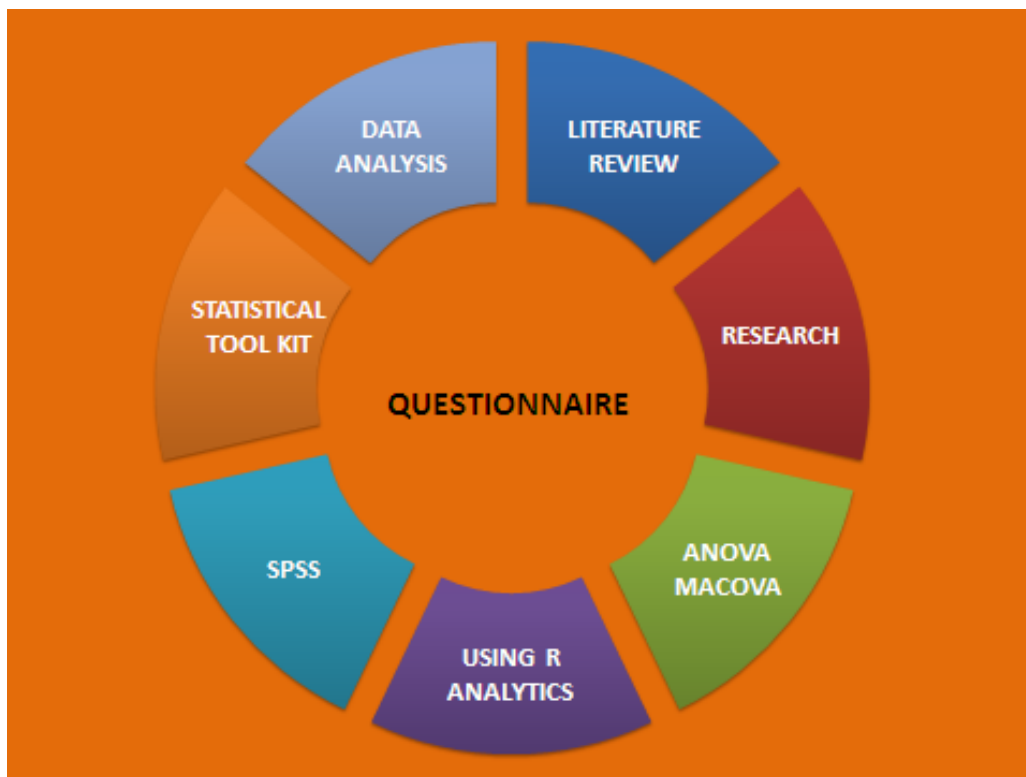 DATA
ANALYSIS
LITERATURE
REVIEW
STATISTICAL
TOOL KIT
RESEARCH
QUESTIONNAIRE
SPSS
ANOVA
MACOVA
USING R
ANALYTICS